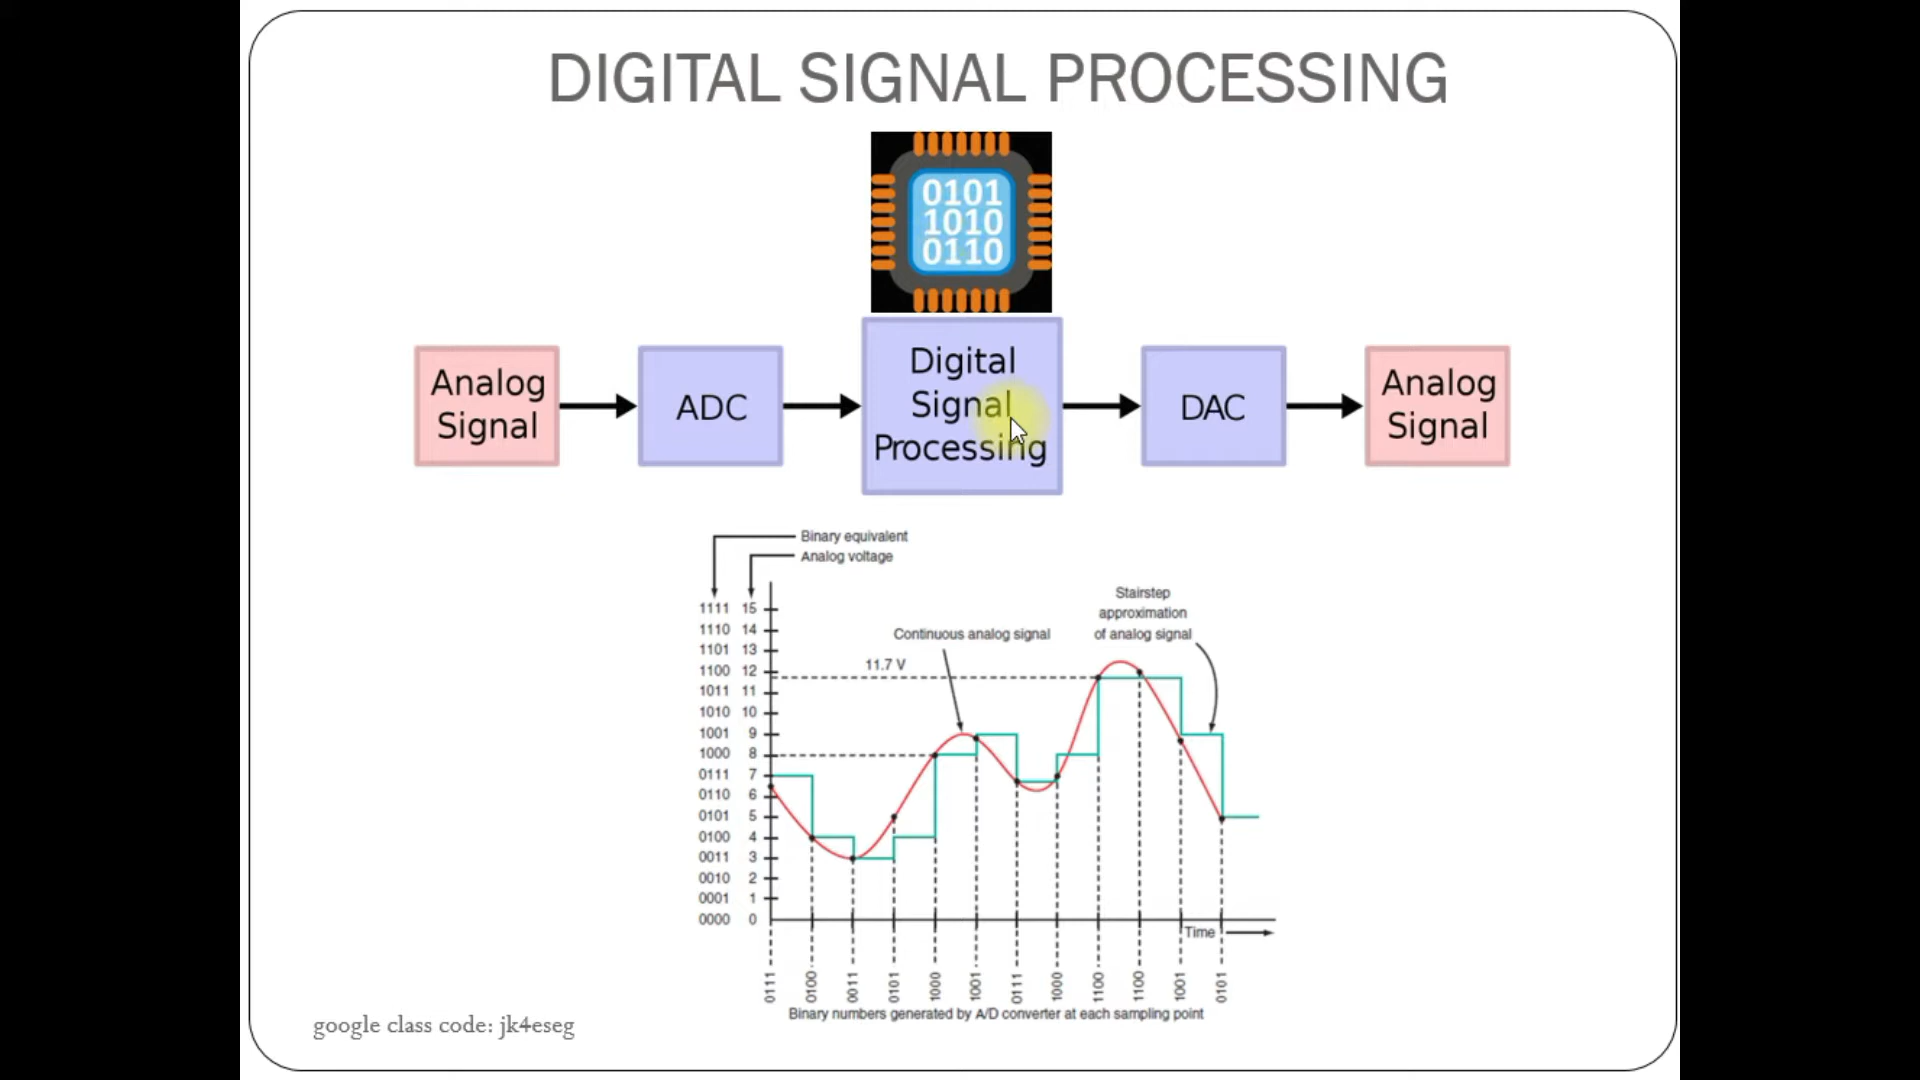 DIGITAL SIGNAL PROCESSING
0101
1010
0110
Analog
Signal
ADC
Digital
Signal
Processing
DAC
Analog
Signal
Binary equivalent
Analog voltage
Stairstep
approximation
of analog signal
Continuous analog signal
11.7 V
1111 15
1110 14
1101 13
1100 12
1011 11
1010 10
1001 9
1000 8
0111 7
0110 6
0101 5
0100 4
0011 3
0010 2
0001 1
0000 0
Time
0111
0100
0011
0101
1000
1001
0111
1000
1100
1100
1001
0101
Binary numbers generated by A/D converter at each sampling point
google class code: jk4eseg